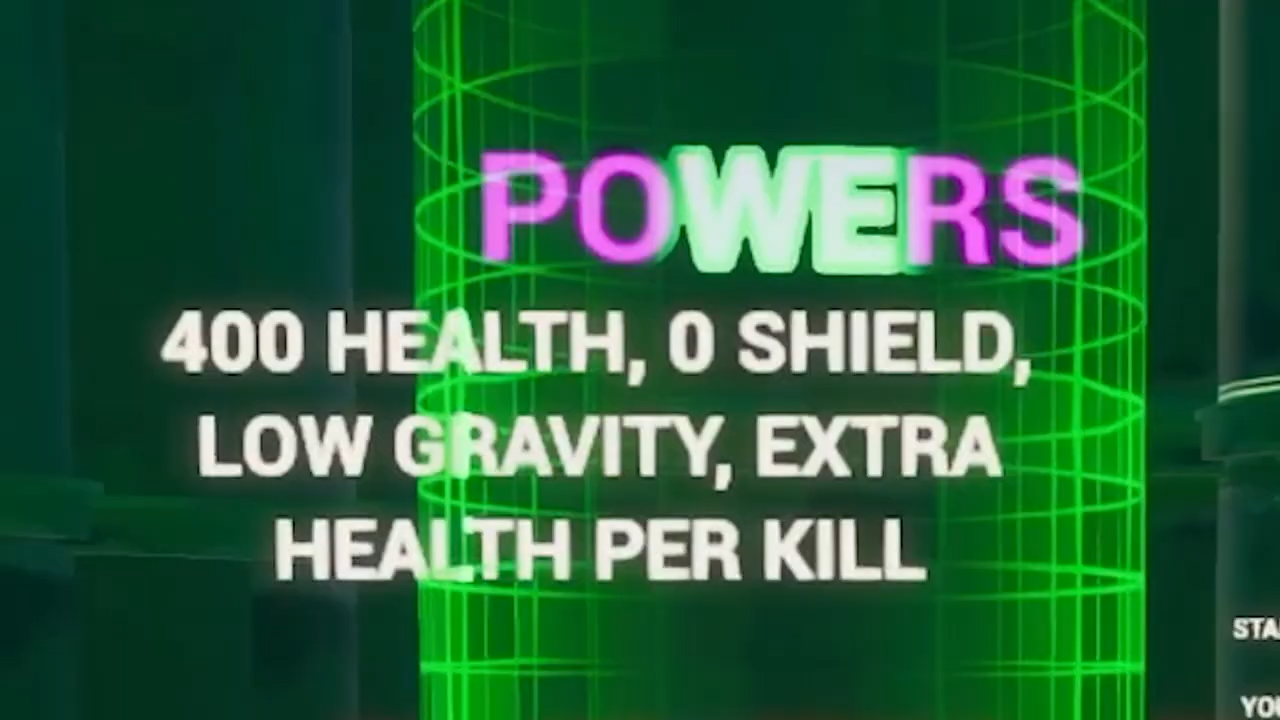 POWERS
400 HEALTH, 0 SHIELD,
LOW GRAVITY, EXTRA
HEALTH PER KILL